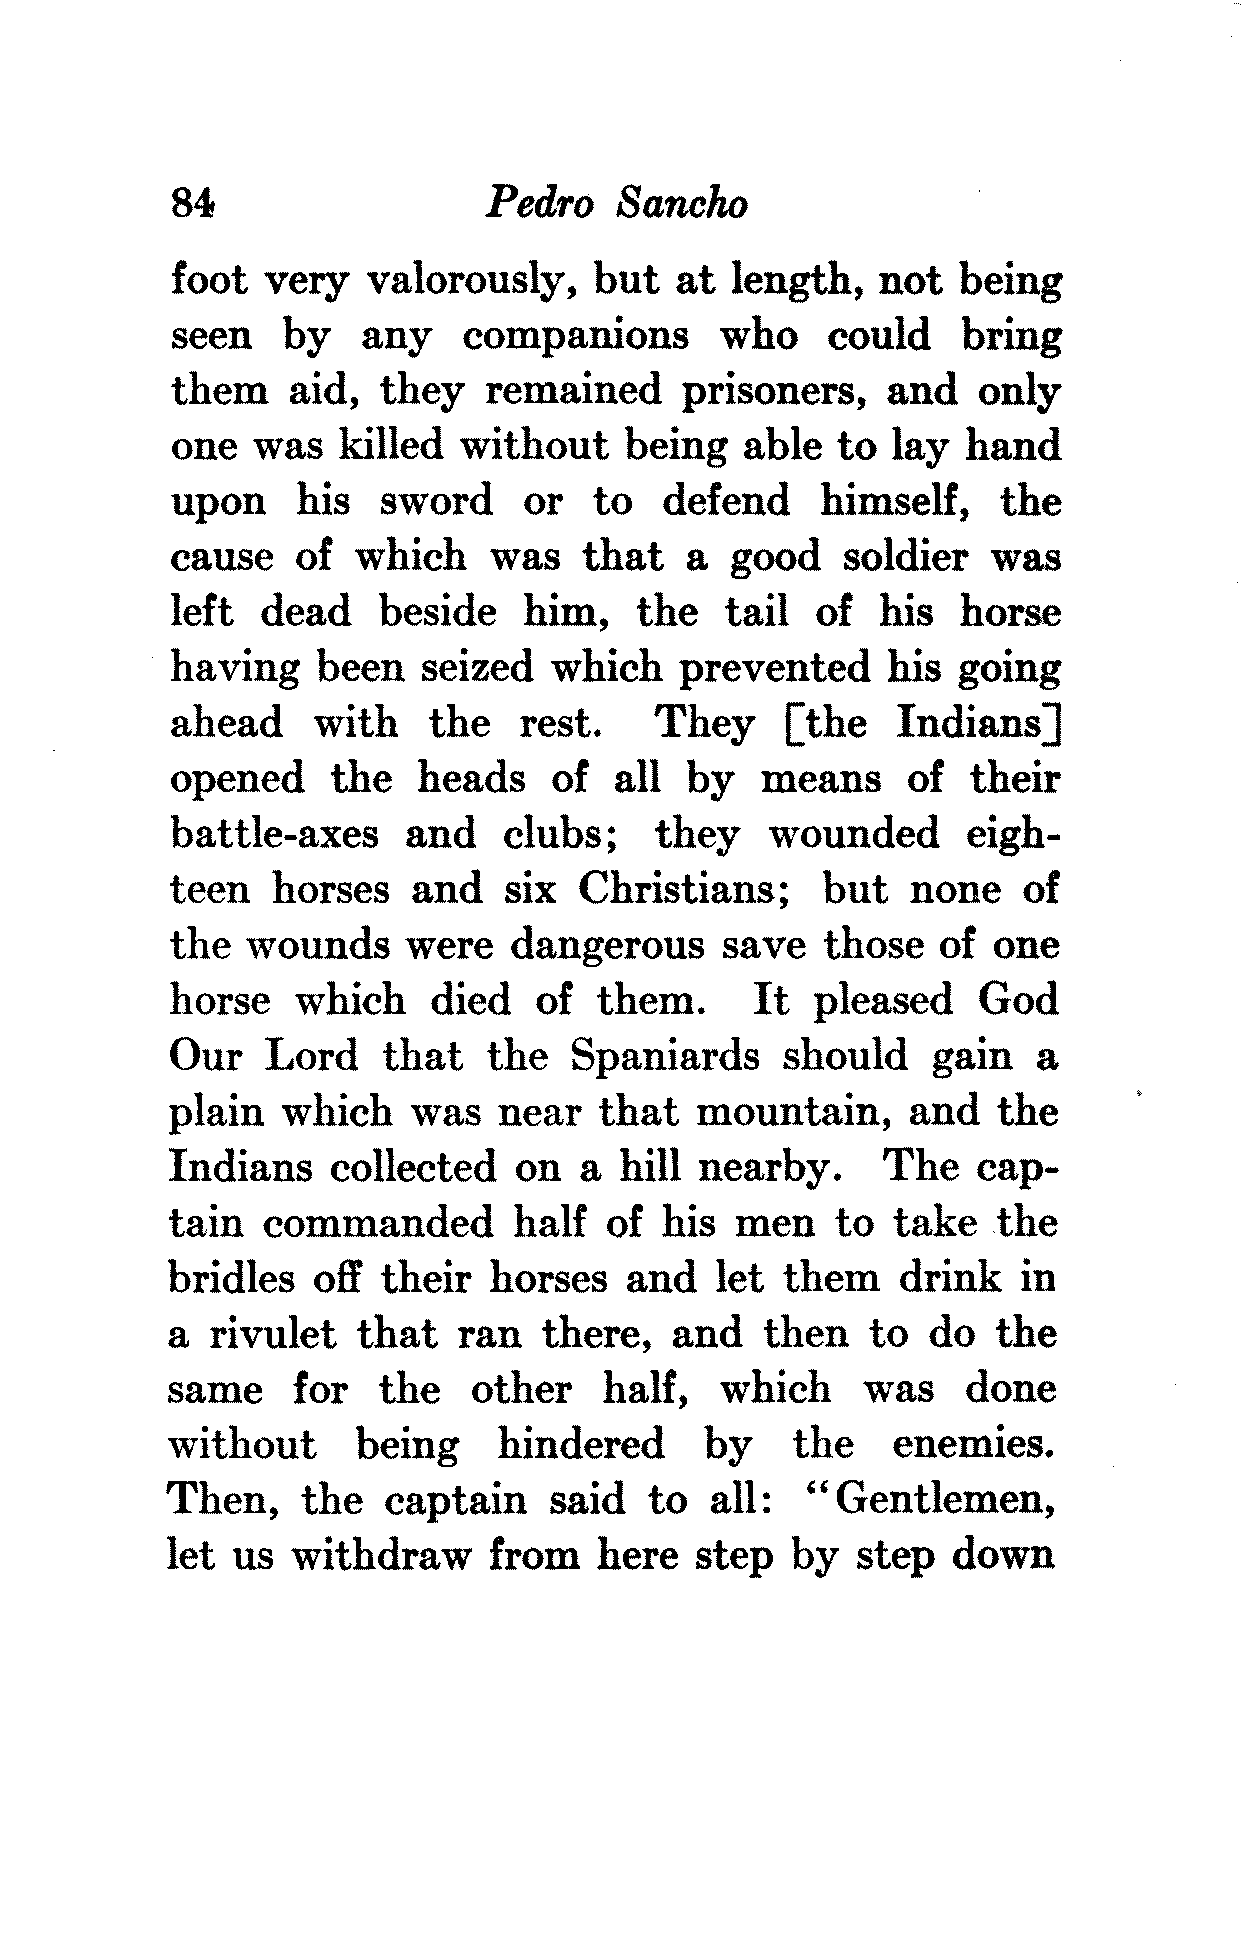 84 Pedro Sancho
foot very valorously, but at length, not being
seen by any companions who could bring
them aid, they remained prisoners, and only
one was killed without being able to lay hand
upon his sword or to defend himself, the
cause of which was that a good soldier was
left dead beside him, the tail of his horse
having been seized which prevented his going
ahead with the rest. They [the Indians]
opened the heads of all by means of their
battle-axes and clubs; they wounded eigh-
teen horses and six Christians; but none of
the wounds were dangerous save those of one
horse which died of them. It pleased God
Our Lord that the Spaniards should gain a
plain which was near that mountain, and the
Indians collected on a hill nearby. The cap-
tain commanded half of his men to take the
bridles off their horses and let them drink in
a rivulet that ran there, and then to do the
same for the other half, which was done
without being hindered by the enemies.
Then, the captain said to all: “Gentlemen,
let us withdraw from here step by step down